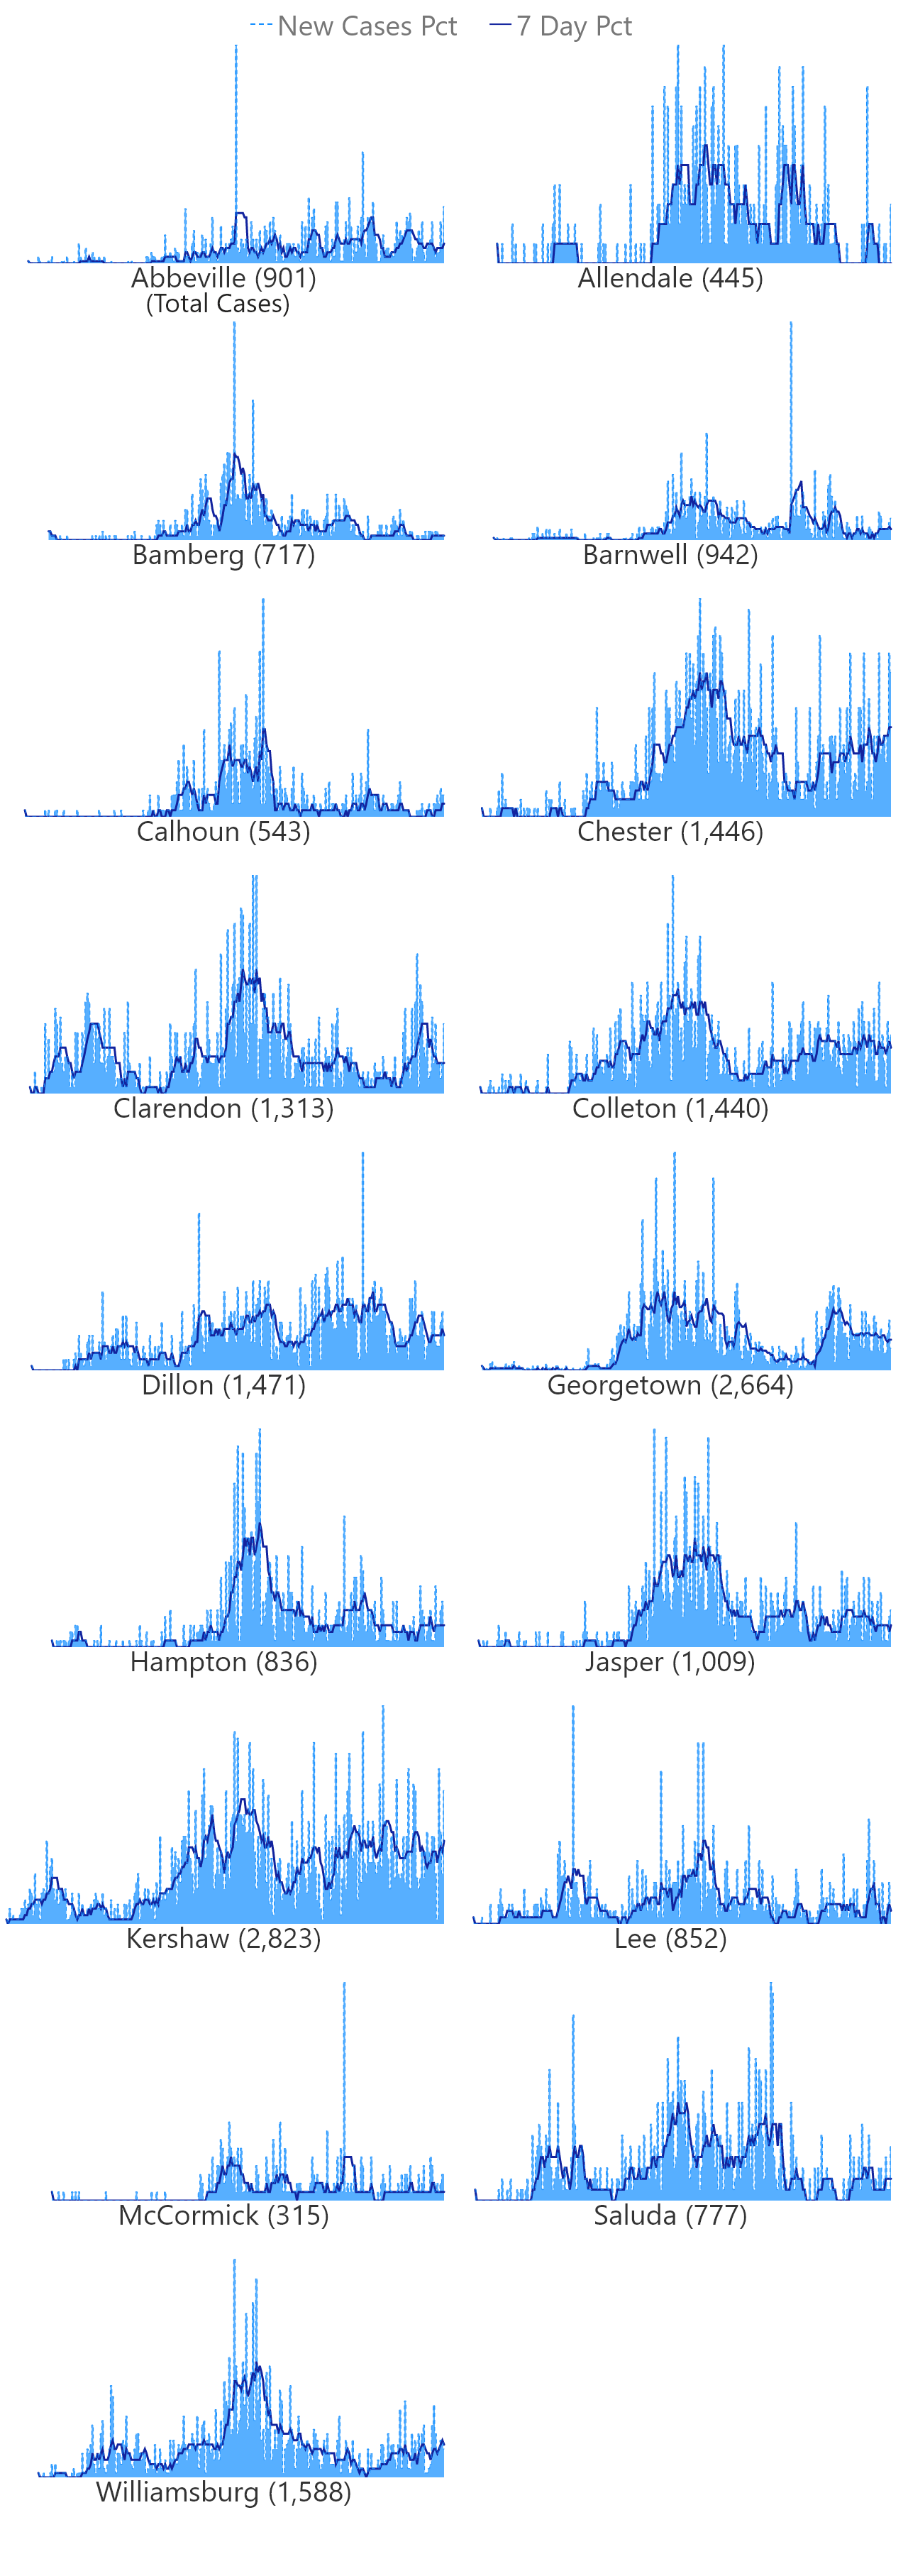 New Cases Pct 7 Day Pct
Abbeville (901) Allendale (445)
(Total Cases)
Bamberg (717) Barnwell (942)
Calhoun (543) Chester (1,446)
Clarendon (1,313) Colleton (1,440)
Dillon (1,471) Georgetown (2,664)
Hampton (836) Jasper (1,009)
Kershaw (2,823) Lee (852)
McCormick (315) Saluda (777)
Williamsburg (1,588)